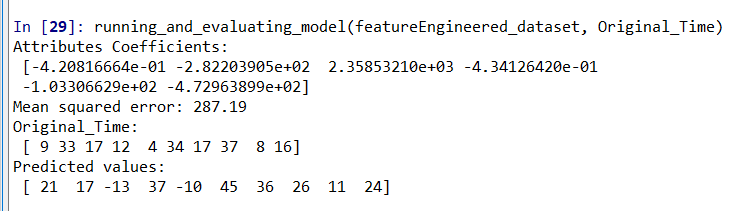 In [29]: running_and_evaluating_model(featureEngineered_dataset, Original_Time)
Attributes Coefficients:
[-4.20816664e-01 -2.82203905e+02  2.35853210e+03 -4.34126420e-01
-1.03306629e+02 -4.72963899e+02]
Mean squared error: 287.19
Original_Time:
[ 9 33 17 12  4 34 17 37  8 16]
Predicted values:
[ 21  17 -13  37 -10  45  36  26  11  24]